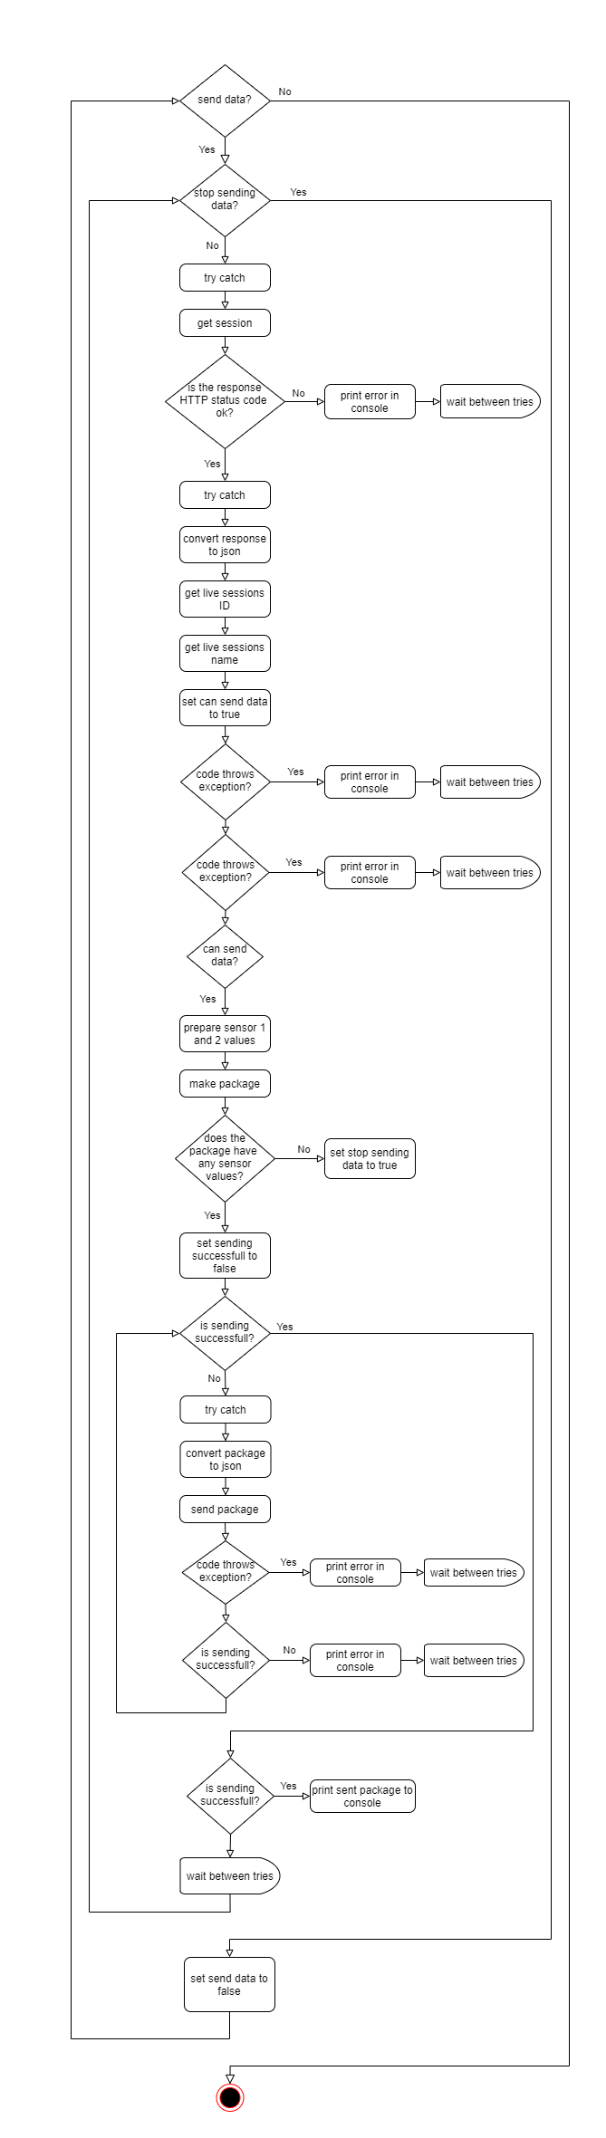 send data?
No
Yes
stop sending
data?
Yes
No
try catch
get session
is the response
HTTP status code
ok?
No
print error in
console
wait between tries
Yes
try catch
convert response
to json
get live sessions
ID
get live sessions
name
set can send data
to true
code throws
exception?
Yes
print error in
console
wait between tries
code throws
exception?
Yes
print error in
console
wait between tries
can send
data?
Yes
prepare sensor 1
and 2 values
make package
does the
package have
any sensor
values?
No
set stop sending
data to true
Yes
set sending
successfull to
false
is sending
successfull?
Yes
No
try catch
convert package
to json
send package
code throws
exception?
Yes
print error in
console
wait between tries
is sending
successfull?
No
print error in
console
wait between tries
is sending
successfull?
Yes
print sent package to
console
wait between tries
set send data to
false